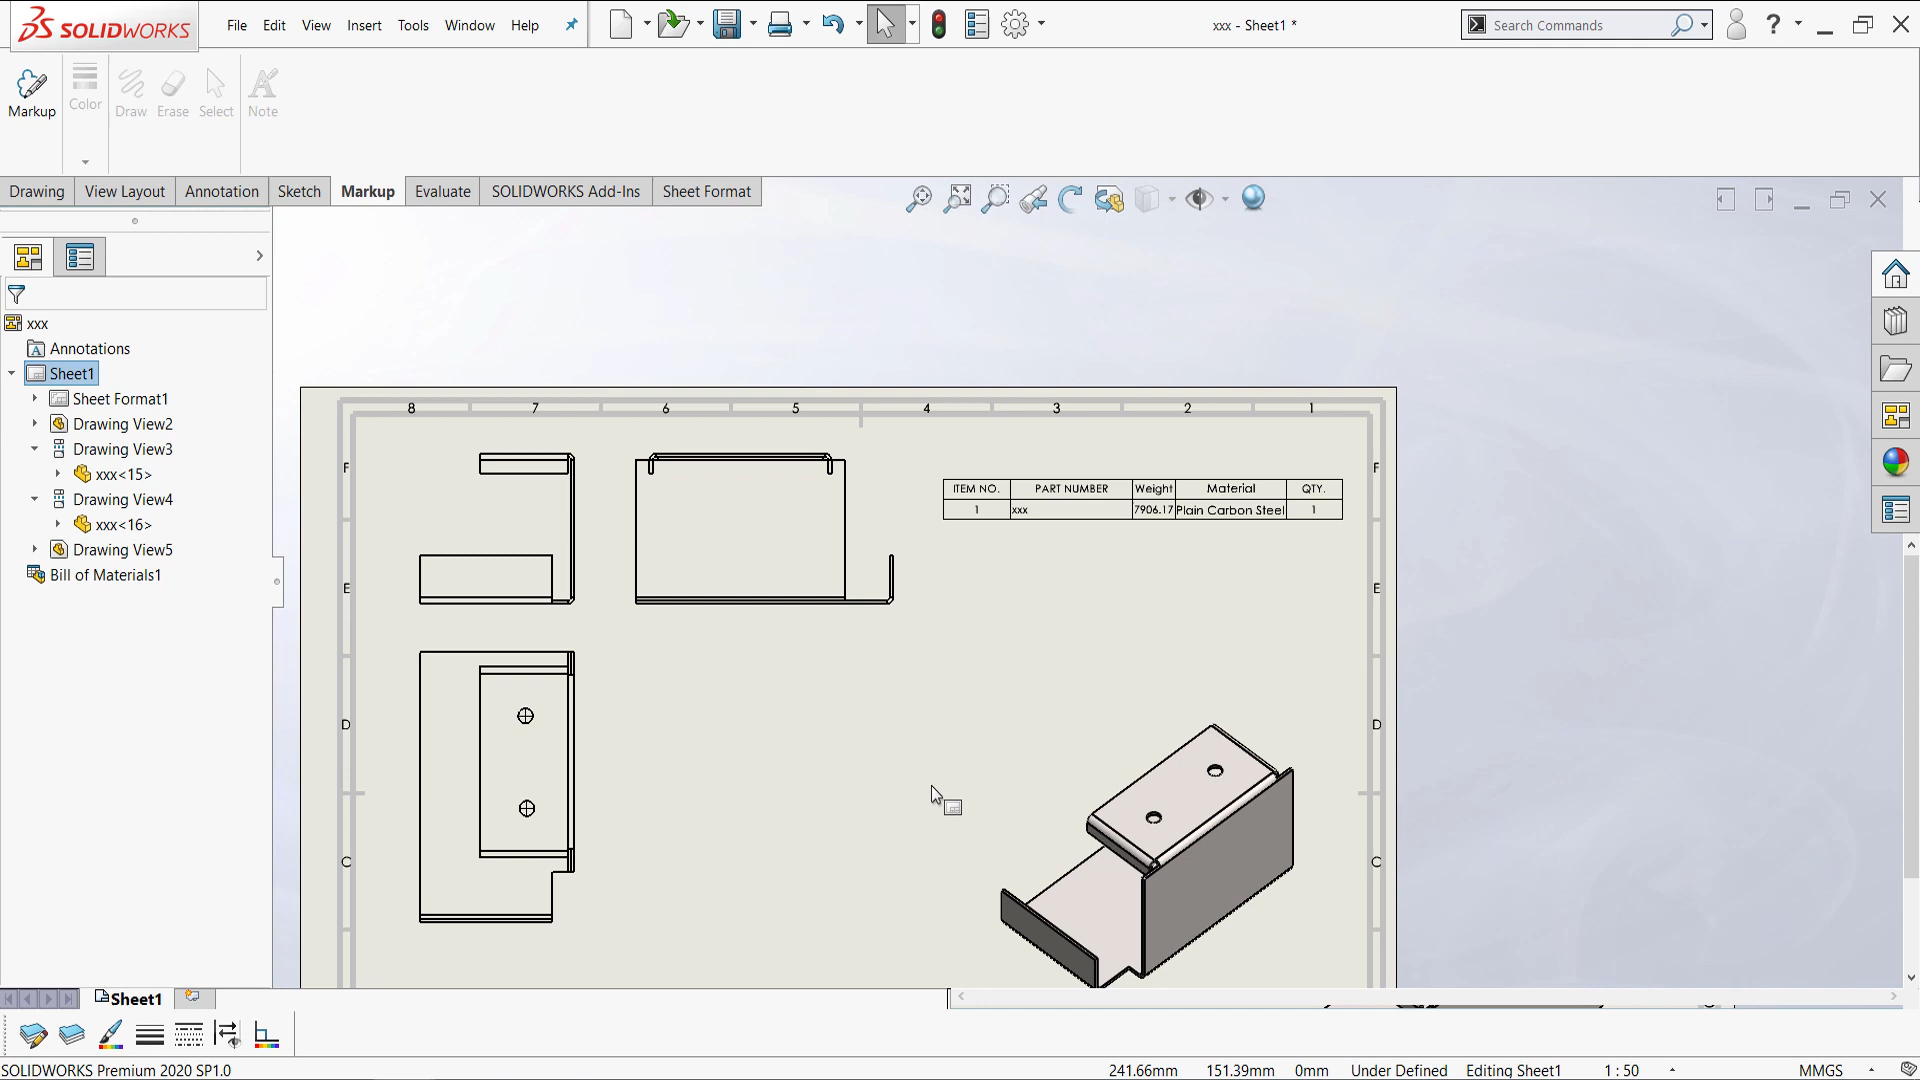 SOLIDWORKS
File Edit View Insert Tools Window Help
xxx - Sheet1 *
Search Commands
?
Markup Color Draw Erase Select Note
Drawing View Layout Annotation Sketch Markup Evaluate SOLIDWORKS Add-Ins Sheet Format
xxx
Annotations
Sheet1
Sheet Format1
Drawing View2
Drawing View3
xxx<15>
Drawing View4
xxx<16>
Drawing View5
Bill of Materials1
8 7 6 5 4 3 2 1
F F
E E
D D
C C
ITEM NO. PART NUMBER Weight Material QTY.
1 xxx 7906.17 Plain Carbon Steel 1
Sheet1
SOLIDWORKS Premium 2020 SP1.0
241.66mm 151.39mm 0mm Under Defined Editing Sheet1 1 : 50 MMGS